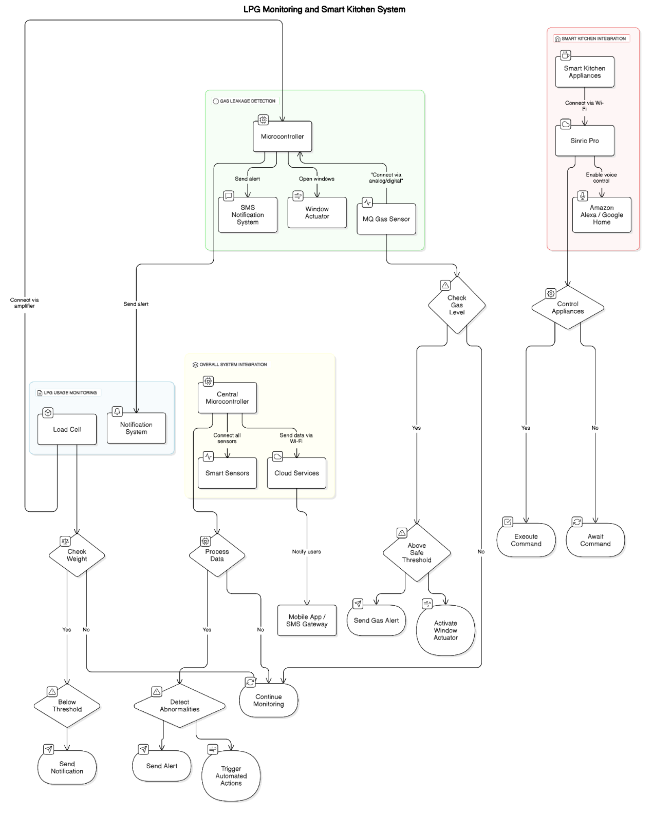 LPG Monitoring and Smart Kitchen System
SMART KITCHEN INTEGRATION
Smart Kitchen
Appliances
Connect via Wi-
Fi
Sinric Pro
Enable voice
control
Amazon
Alexa / Google
Home
GAS LEAKAGE DETECTION
Microcontroller
Send alert
Open windows
"Connect via
analog/digital"
SMS
Notification
System
Window
Actuator
MQ Gas Sensor
Connect via
amplifier
Send alert
Check
Gas
Level
Control
Appliances
LPG USAGE MONITORING
Load Cell
Notification
System
OVERALL SYSTEM INTEGRATION
Central
Microcontroller
Connect all
sensors
Send data via
Wi-Fi
Smart Sensors
Cloud Services
Yes
Yes
No
Check
Weight
Process
Data
Notify users
Above
Safe
Threshold
No
Execute
Command
Await
Command
Yes
No
Yes
No
Mobile App /
SMS Gateway
Send Gas Alert
Activate
Window
Actuator
Below
Threshold
Detect
Abnormalities
Continue
Monitoring
Send
Notification
Send Alert
Trigger
Automated
Actions